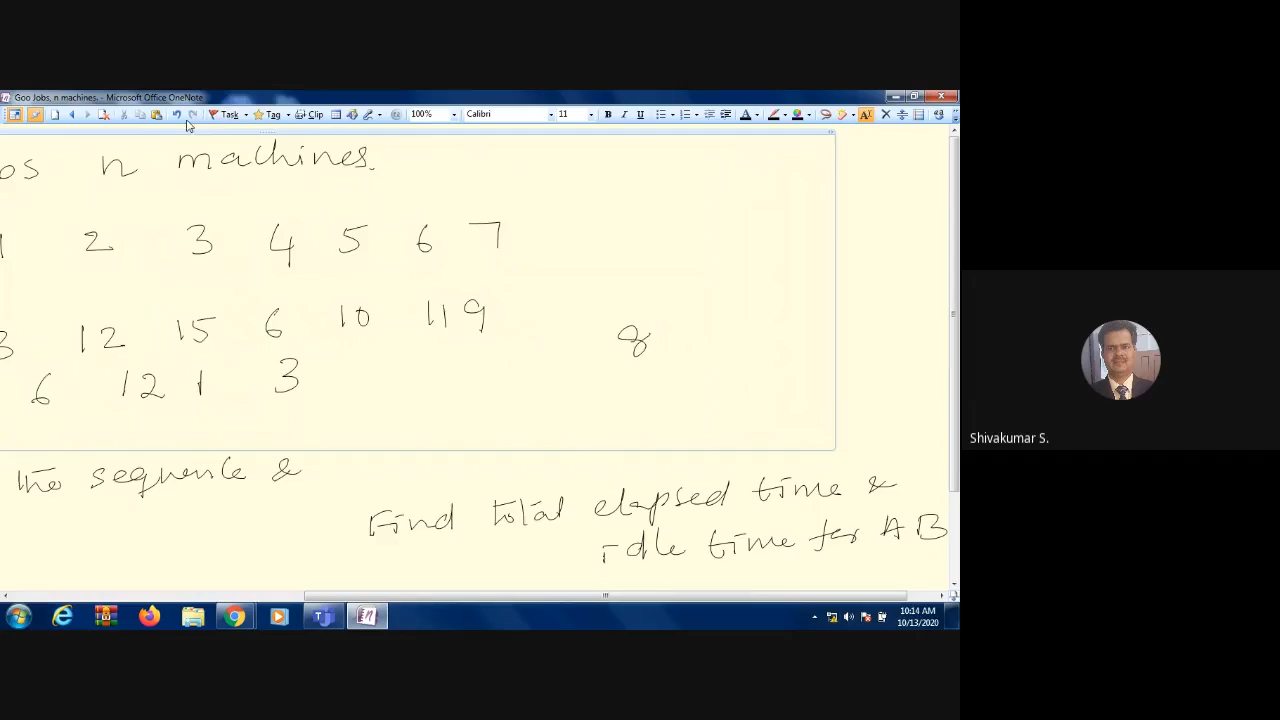 Goo Jobs, n machines. - Microsoft Office OneNote
Task Tag Clip 100% Calibri 11 B I U
os n machines.
1 2 3 4 5 6 7
3 12 15 6 10 11 9
8
6 12 1 3
the sequence &
Find total elapsed time &
idle time for A B
Shivakumar S.
10:14 AM
10/13/2020